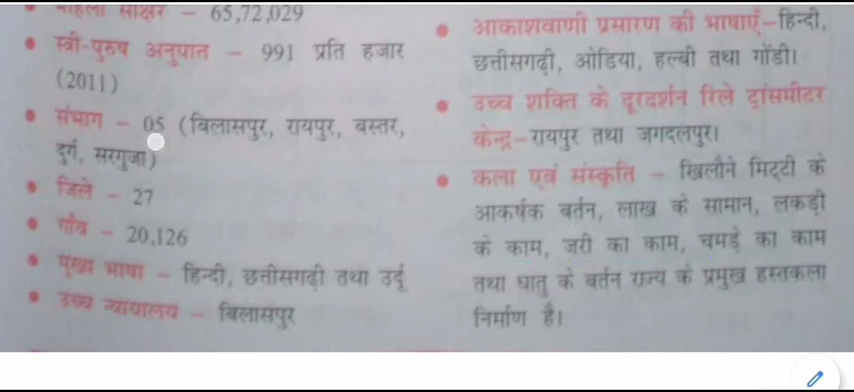 महिला साक्षर – 65,72,029
स्त्री-पुरुष अनुपात – 991 प्रति हजार
(2011)
संभाग – 05 (बिलासपुर, रायपुर, बस्तर,
दुर्ग, सरगुजा)
जिले – 27
गाँव – 20,126
मुख्य भाषा – हिन्दी, छत्तीसगढ़ी तथा उर्दू
उच्च न्यायालय – बिलासपुर
आकाशवाणी प्रसारण की भाषाएँ–हिन्दी,
छत्तीसगढ़ी, ओडिया, हल्बी तथा गोंडी।
उच्च शक्ति के दूरदर्शन रिले ट्रांसमीटर
केन्द्र–रायपुर तथा जगदलपुर।
कला एवं संस्कृति – खिलौने मिट्टी के
आकर्षक बर्तन, लाख के सामान, लकड़ी
के काम, जरी का काम, चमड़े का काम
तथा धातु के बर्तन राज्य के प्रमुख हस्तकला
निर्माण है।